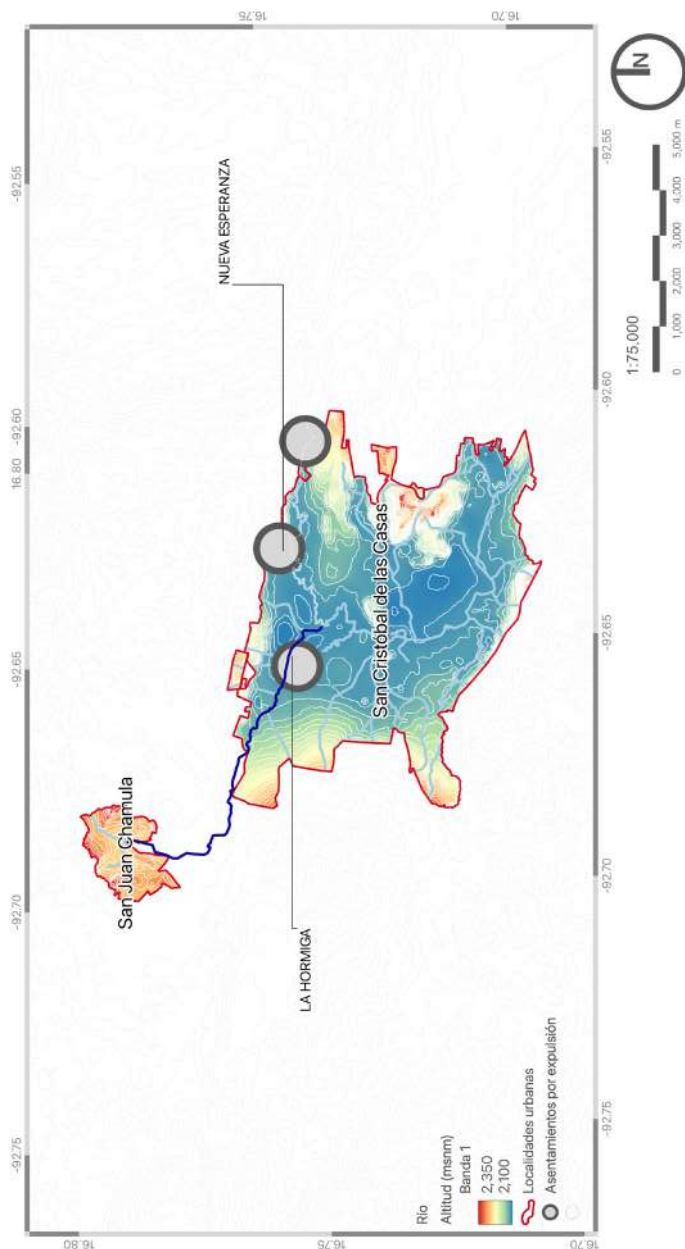 -92.75
-92.70
-92.65
16.80
-92.60
-92.55
16.80
San Juan Chamula
NUEVA ESPERANZA
16.75
LA HORMIGA
16.75
San Cristóbal de las Casas
Río
Altitud (msnm)
Banda 1
2,350
2,100
Localidades urbanas
Asentamientos por expulsión
16.70
16.70
-92.75
-92.70
-92.65
-92.60
-92.55
1:75.000
0 1,000 2,000 3,000 4,000 5,000 m
N